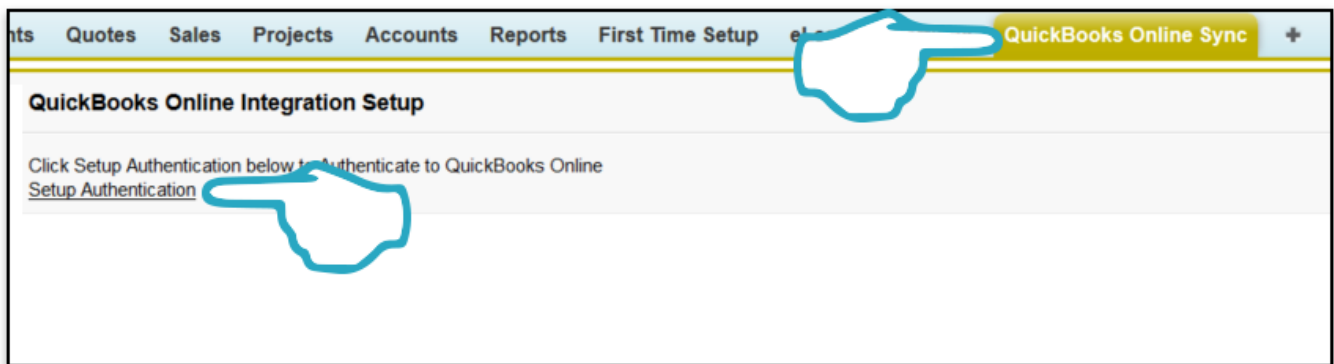 nts Quotes Sales Projects Accounts Reports First Time Setup QuickBooks Online Sync +
QuickBooks Online Integration Setup
Click Setup Authentication below Authenticate to QuickBooks Online
Setup Authentication